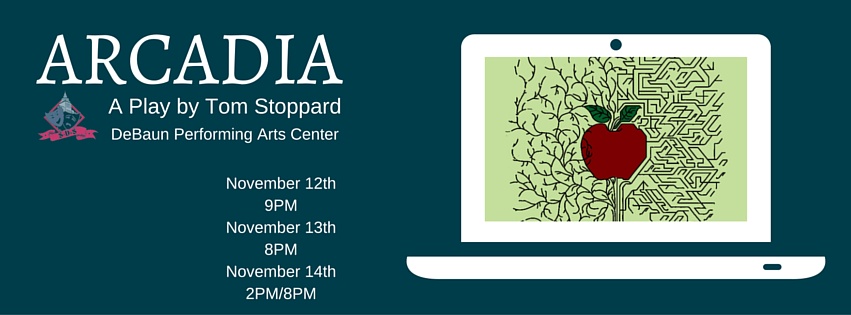 ARCADIA
A Play by Tom Stoppard
DeBaun Performing Arts Center
November 12th
9PM
November 13th
8PM
November 14th
2PM/8PM